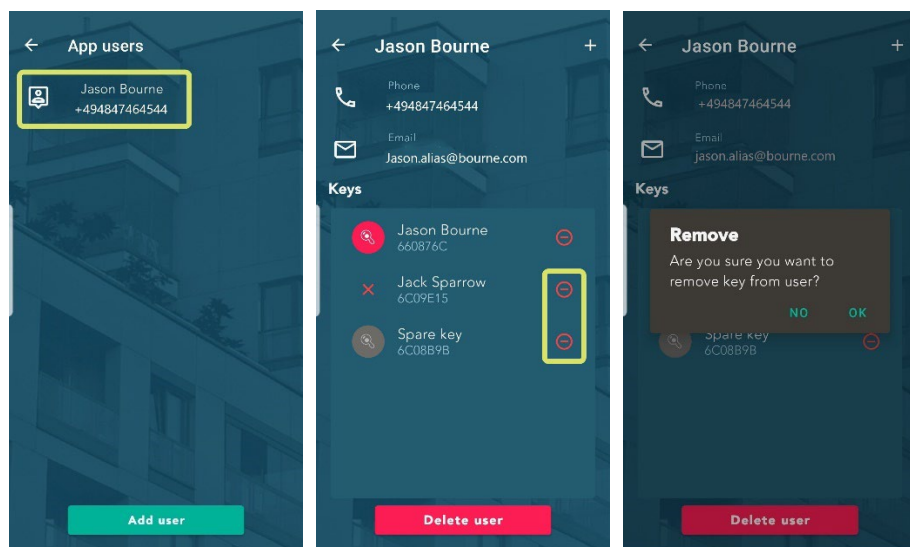 App users
Jason Bourne
+494847464544
Add user
Jason Bourne
Phone
+494847464544
Email
Jason.alias@bourne.com
Keys
Jason Bourne
660876C
Jack Sparrow
6C09E15
Spare key
6C08B9B
Delete user
Jason Bourne
Phone
+494847464544
Email
jason.alias@bourne.com
Keys
Remove
Are you sure you want to
remove key from user?
NO OK
Spare key
6C08B9B
Delete user